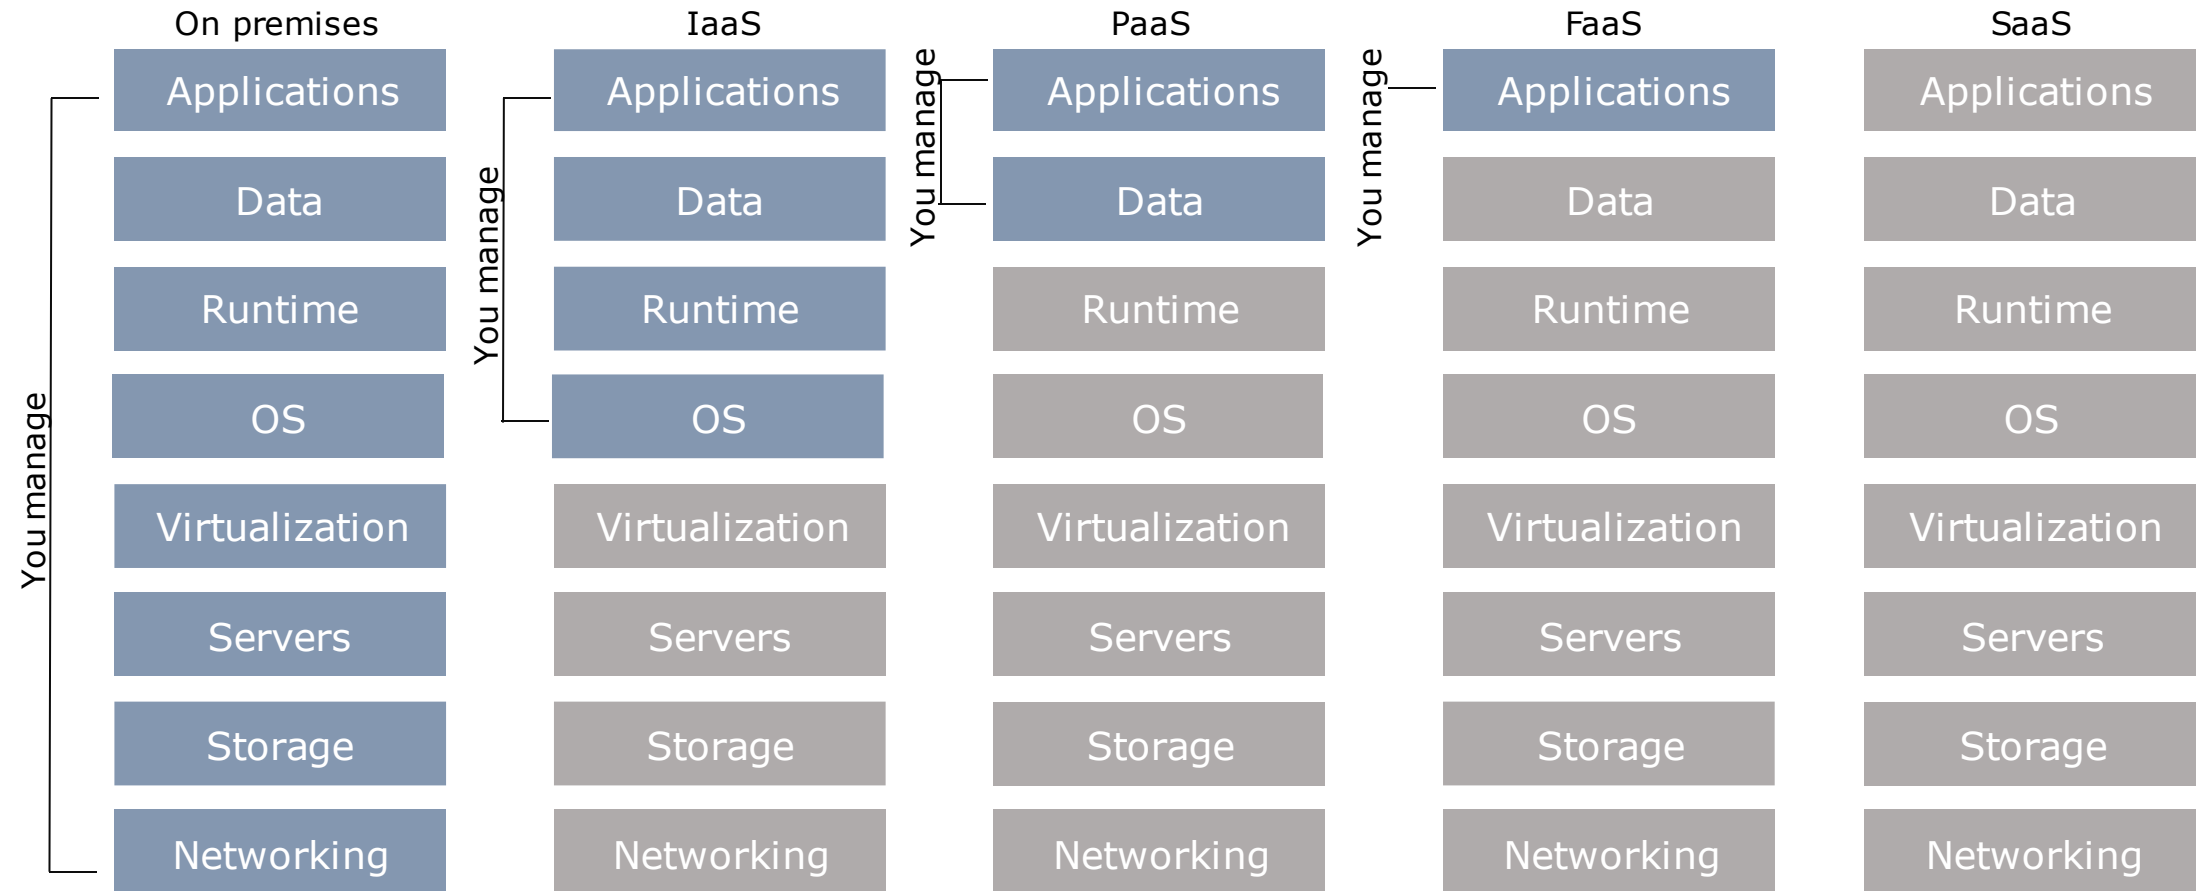 On premises
IaaS
PaaS
FaaS
SaaS
You manage
Applications
Data
Runtime
OS
Virtualization
Servers
Storage
Networking
You manage
Applications
Data
Runtime
OS
Virtualization
Servers
Storage
Networking
You manage
Applications
Data
Runtime
OS
Virtualization
Servers
Storage
Networking
You manage
Applications
Data
Runtime
OS
Virtualization
Servers
Storage
Networking
Applications
Data
Runtime
OS
Virtualization
Servers
Storage
Networking